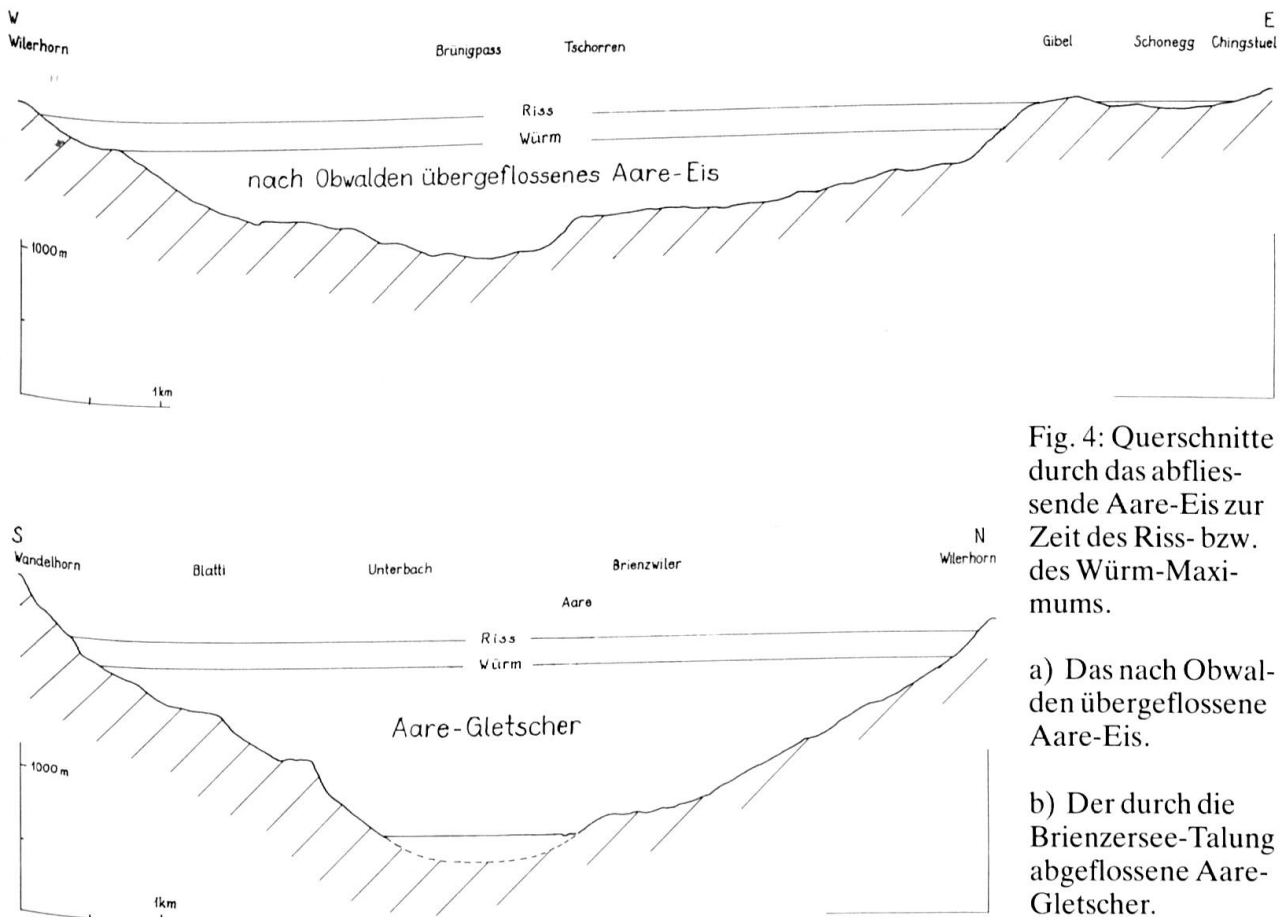 W
E
Wilerhorn
Brünigpass
Tschorren
Gibel
Schonegg
Chingstuel
Riss
Würm
nach Obwalden übergeflossenes Aare-Eis
1000m
1km
Fig. 4: Querschnitte
durch das abflies-
sende Aare-Eis zur
Zeit des Riss- bzw.
des Würm-Maxi-
mums.
a) Das nach Obwal-
den übergeflossene
Aare-Eis.
b) Der durch die
Brienzersee-Talung
abgeflossene Aare-
Gletscher.
S
N
Wandelhorn
Blatti
Unterbach
Brienzwiler
Wilerhorn
Aare
Riss
Würm
Aare-Gletscher
1000m
1km